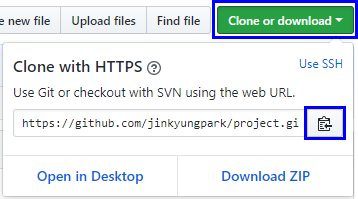 e new file Upload files Find file Clone or download
Clone with HTTPS ? Use SSH
Use Git or checkout with SVN using the web URL.
https://github.com/jinkyungpark/project.gi
Open in Desktop Download ZIP